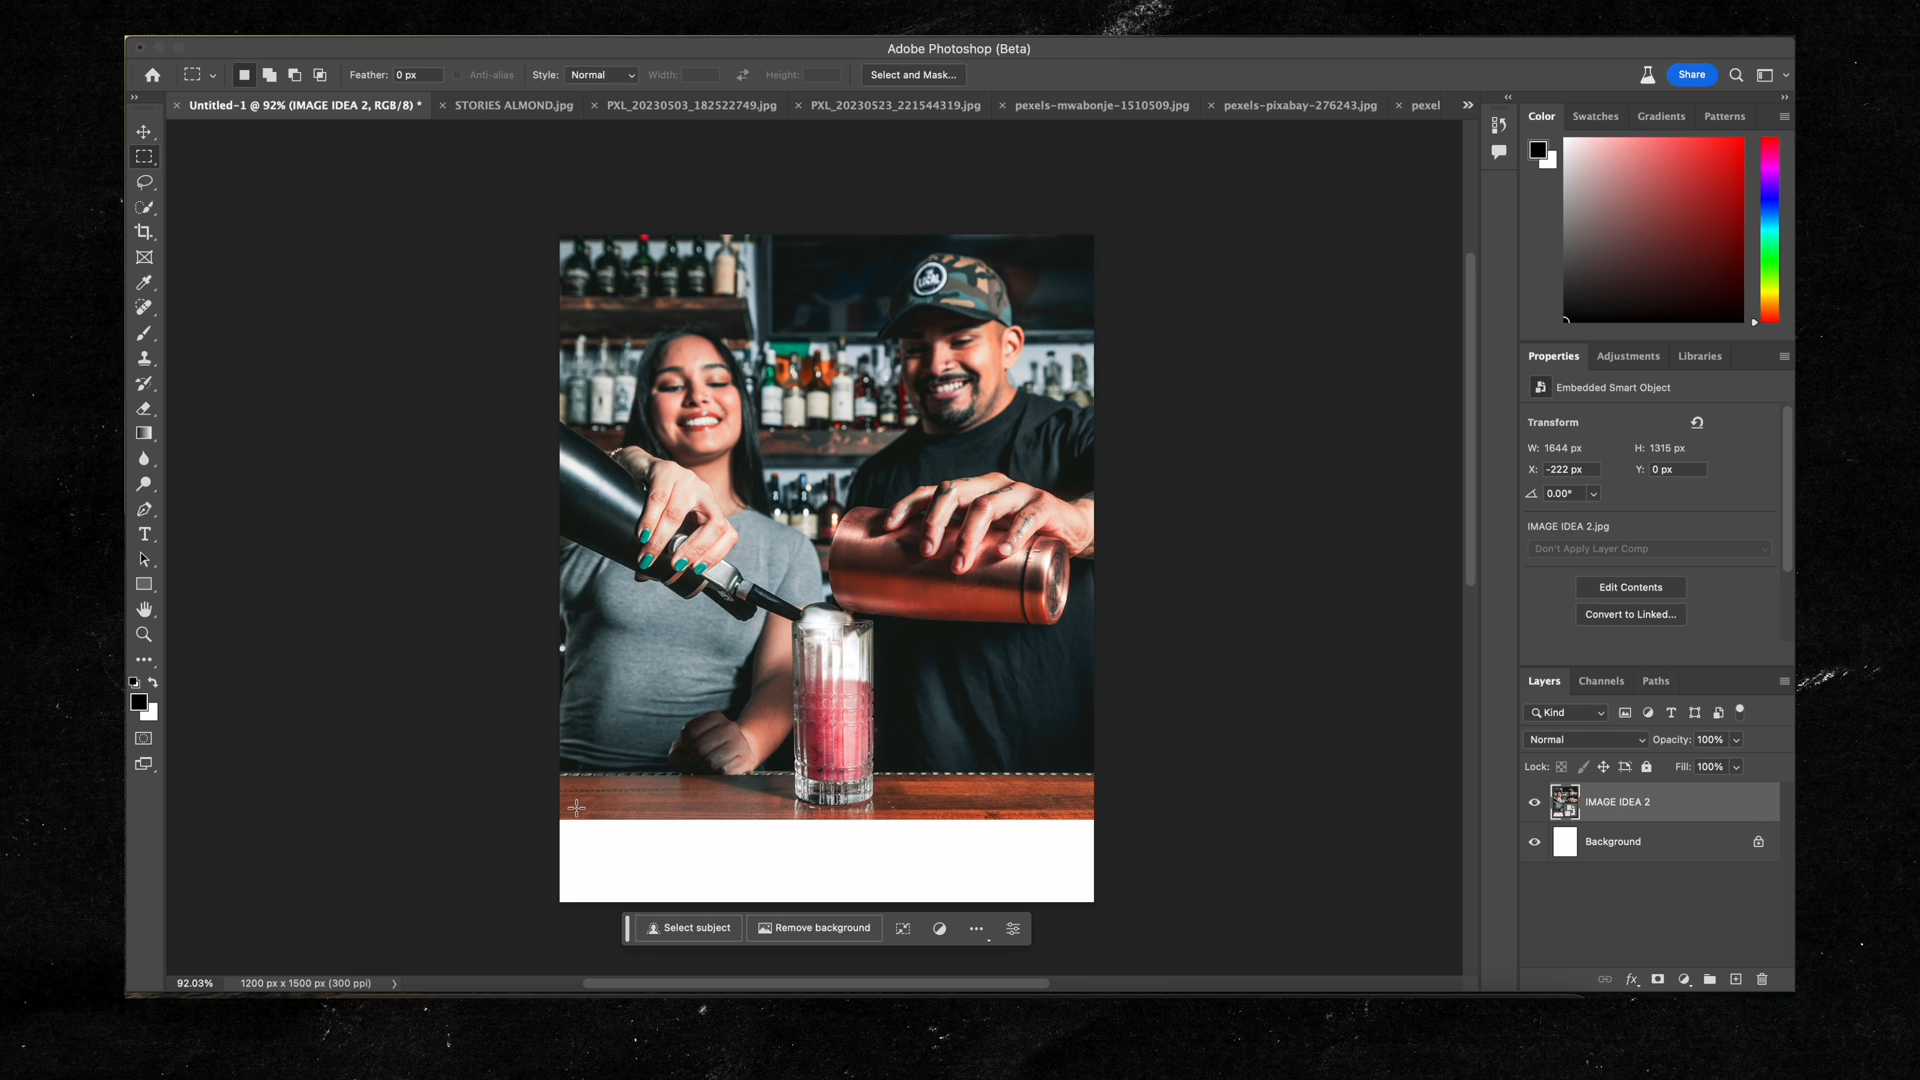 Adobe Photoshop (Beta)
Feather: 0 px Anti-alias Style: Normal Width: Height: Select and Mask... Share
Untitled-1 @ 92% (IMAGE IDEA 2, RGB/8) * STORIES ALMOND.jpg PXL_20230503_182522749.jpg PXL_20230523_221544319.jpg pexels-mwabonje-1510509.jpg pexels-pixabay-276243.jpg pexel
Color Swatches Gradients Patterns
LOCAL
Properties Adjustments Libraries
Embedded Smart Object
Transform
W: 1644 px H: 1315 px
X: -222 px Y: 0 px
0.00°
IMAGE IDEA 2.jpg
Don't Apply Layer Comp
Edit Contents
Convert to Linked...
Layers Channels Paths
Kind
Normal Opacity: 100%
Lock: Fill: 100%
IMAGE IDEA 2
Background
Select subject Remove background
92.03% 1200 px x 1500 px (300 ppi)
fx